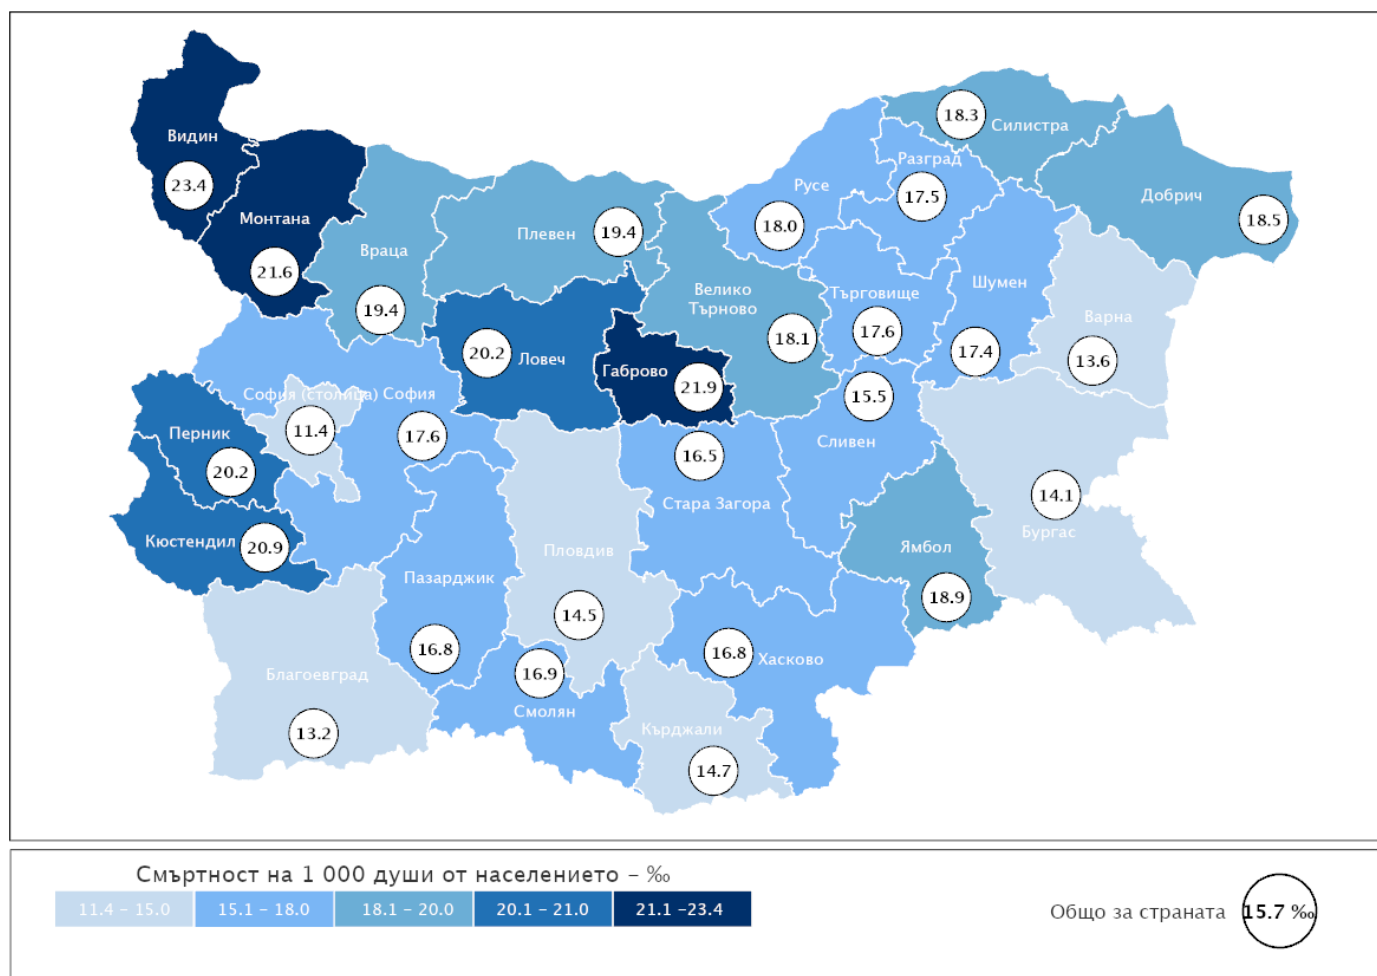 Видин
23.4
Монтана
21.6
Враца
19.4
Плевен
19.4
Велико
Търново
18.1
Русе
18.0
Разград
17.5
Силистра
18.3
Добрич
18.5
Търговище
17.6
Шумен
17.4
Варна
13.6
Ловеч
20.2
Габрово
21.9
София (столица)
11.4
София
17.6
Перник
20.2
Кюстендил
20.9
Сливен
15.5
Стара Загора
16.5
Ямбол
18.9
Бургас
14.1
Пазарджик
16.8
Пловдив
14.5
Благоевград
13.2
Смолян
16.9
Хасково
16.8
Кърджали
14.7
Смъртност на 1 000 души от населението – ‰
11.4 – 15.0
15.1 – 18.0
18.1 – 20.0
20.1 – 21.0
21.1 –23.4
Общо за страната
15.7 ‰